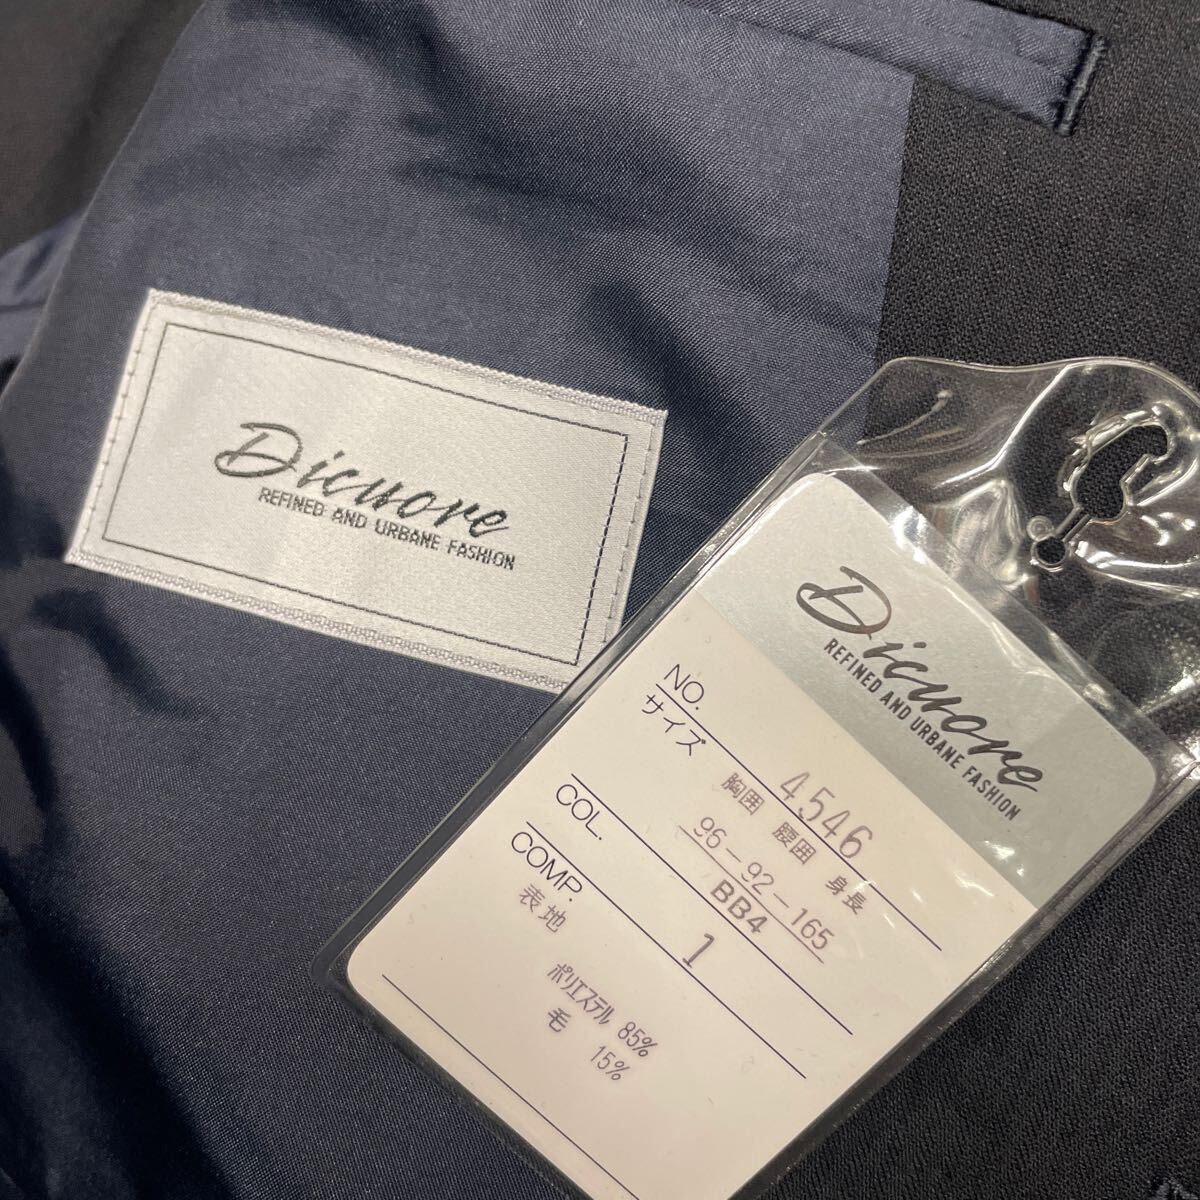 Dicuore
REFINED AND URBANE FASHION
Dicuore
REFINED AND URBANE FASHION
NO. 4546
サイズ 胸囲 腰囲 身長
96-92-165
BB4
COL. 1
COMP.
表地 ポリエステル 85%
毛 15%